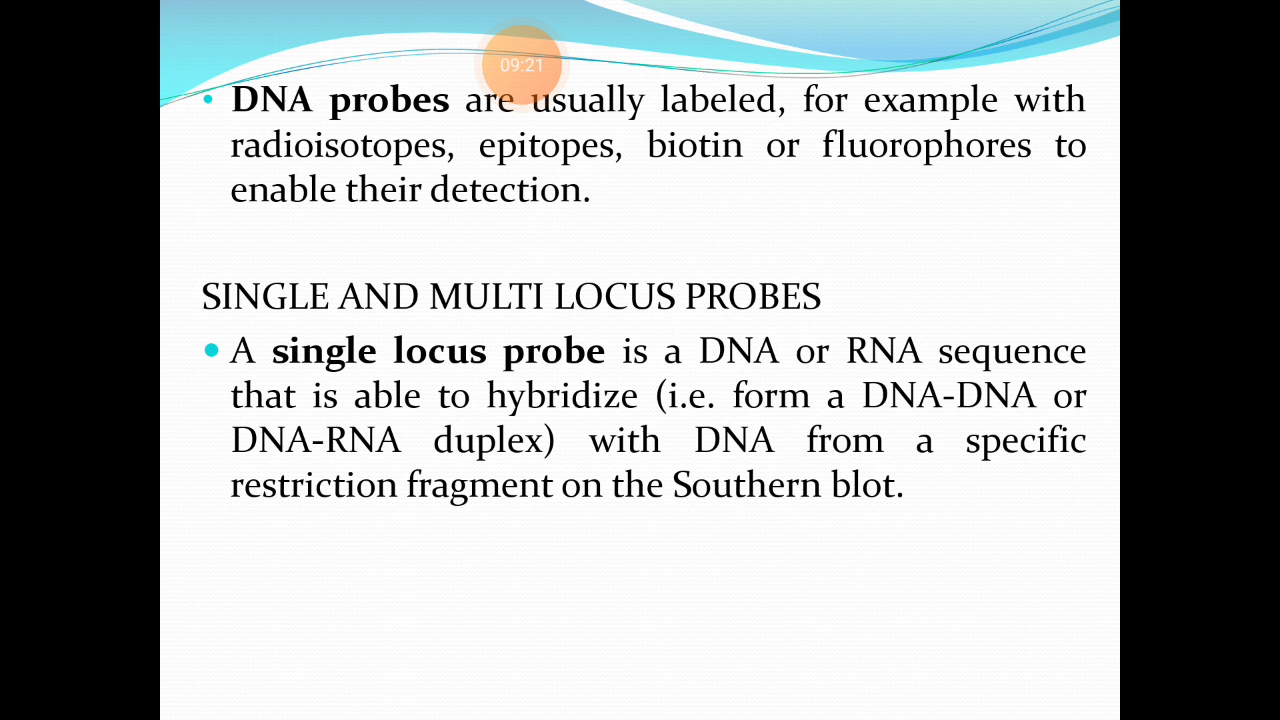 09:21
• DNA probes are usually labeled, for example with
radioisotopes, epitopes, biotin or fluorophores to
enable their detection.
SINGLE AND MULTI LOCUS PROBES
• A single locus probe is a DNA or RNA sequence
that is able to hybridize (i.e. form a DNA-DNA or
DNA-RNA duplex) with DNA from a specific
restriction fragment on the Southern blot.